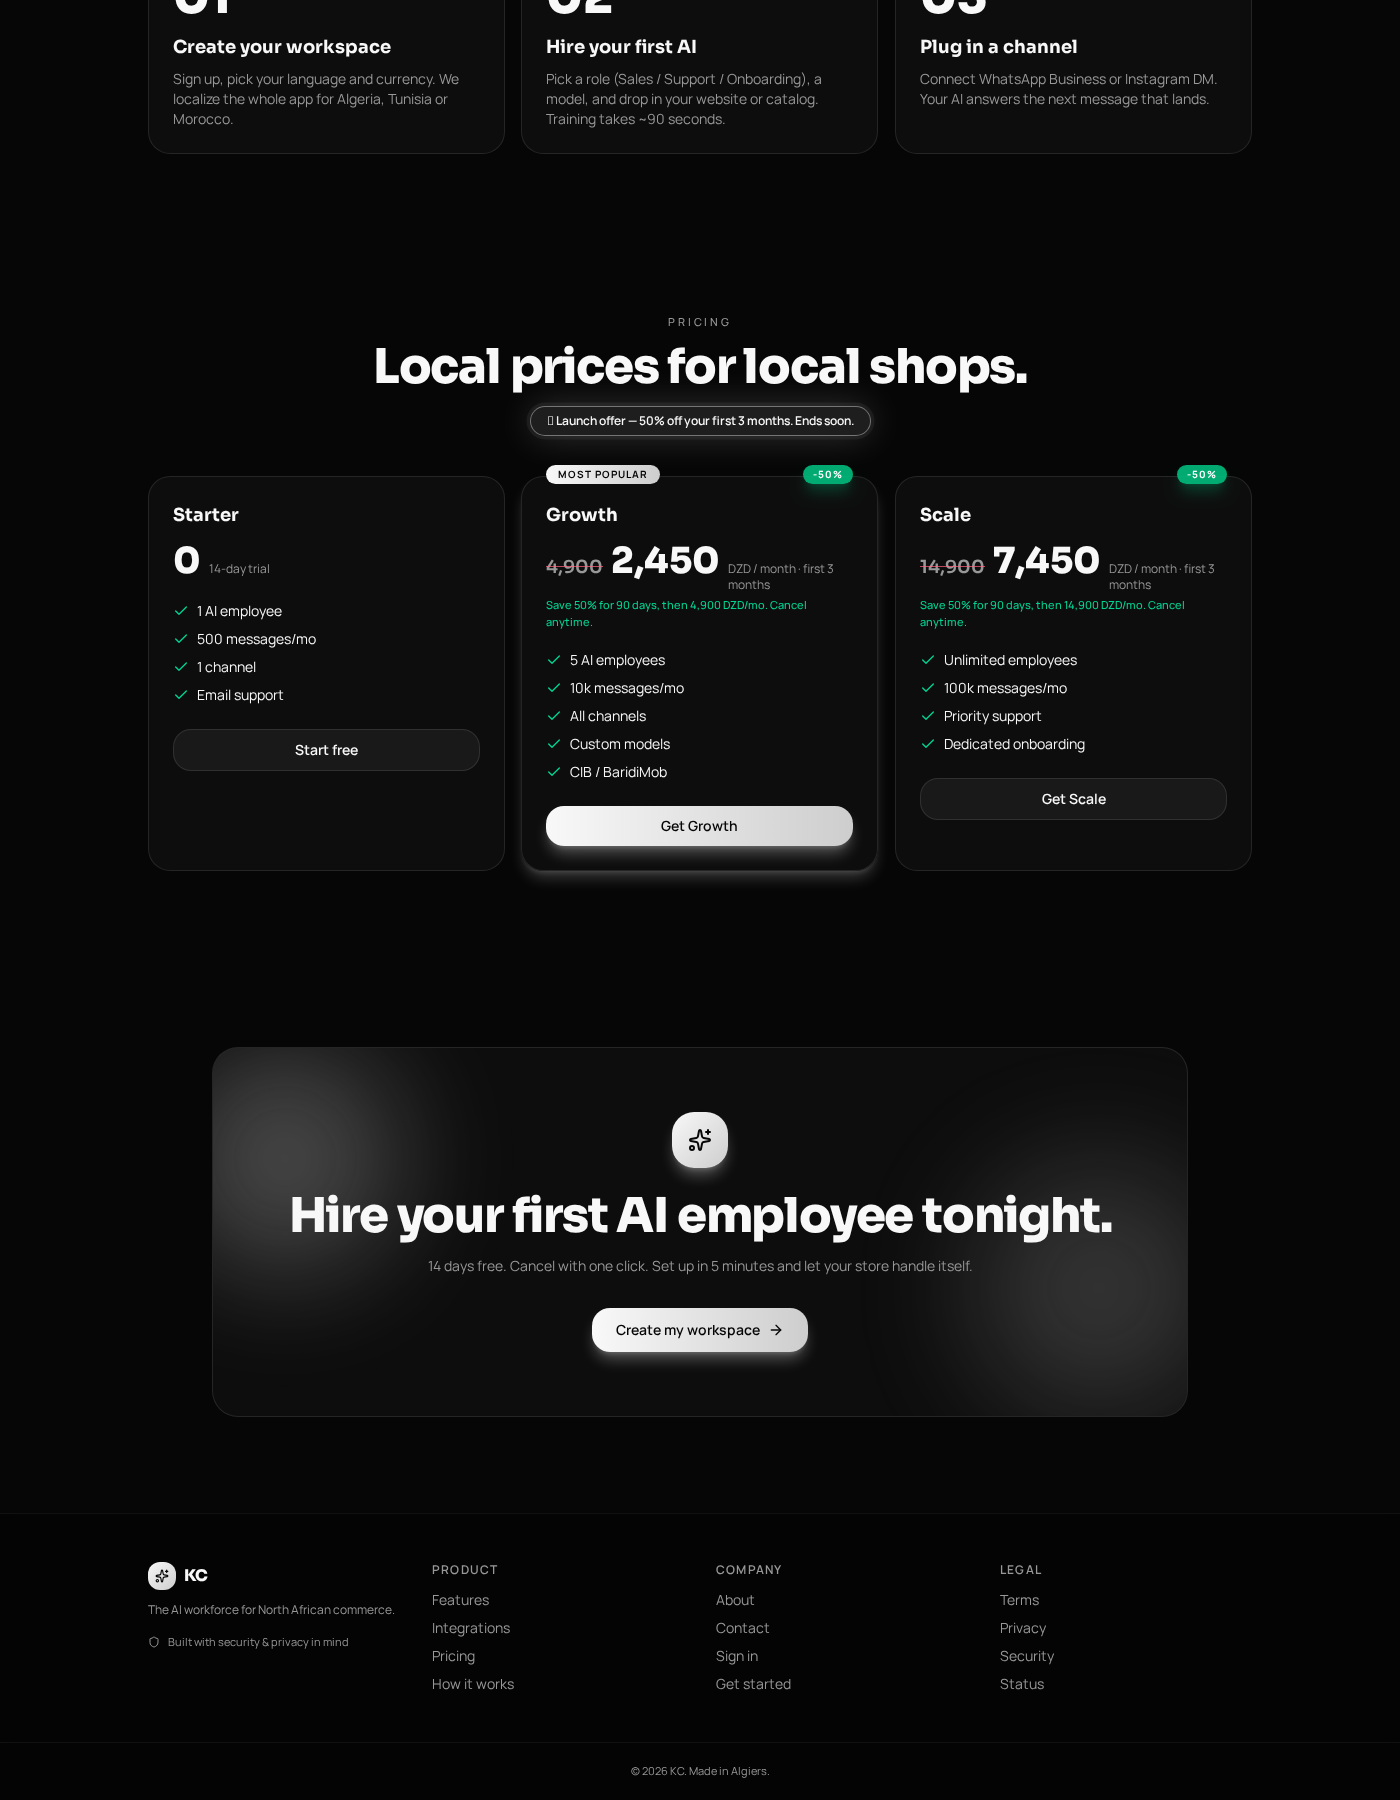 01
Create your workspace
Sign up, pick your language and currency. We
localize the whole app for Algeria, Tunisia or
Morocco.
02
Hire your first AI
Pick a role (Sales / Support / Onboarding), a
model, and drop in your website or catalog.
Training takes ~90 seconds.
03
Plug in a channel
Connect WhatsApp Business or Instagram DM.
Your AI answers the next message that lands.
PRICING
Local prices for local shops.
Launch offer — 50% off your first 3 months. Ends soon.
Starter
0 14-day trial
1 AI employee
500 messages/mo
1 channel
Email support
Start free
MOST POPULAR
-50%
Growth
4,900 2,450 DZD / month · first 3
months
Save 50% for 90 days, then 4,900 DZD/mo. Cancel
anytime.
5 AI employees
10k messages/mo
All channels
Custom models
CIB / BaridiMob
Get Growth
-50%
Scale
14,900 7,450 DZD / month · first 3
months
Save 50% for 90 days, then 14,900 DZD/mo. Cancel
anytime.
Unlimited employees
100k messages/mo
Priority support
Dedicated onboarding
Get Scale
Hire your first AI employee tonight.
14 days free. Cancel with one click. Set up in 5 minutes and let your store handle itself.
Create my workspace
KC
The AI workforce for North African commerce.
Built with security & privacy in mind
PRODUCT
Features
Integrations
Pricing
How it works
COMPANY
About
Contact
Sign in
Get started
LEGAL
Terms
Privacy
Security
Status
© 2026 KC. Made in Algiers.